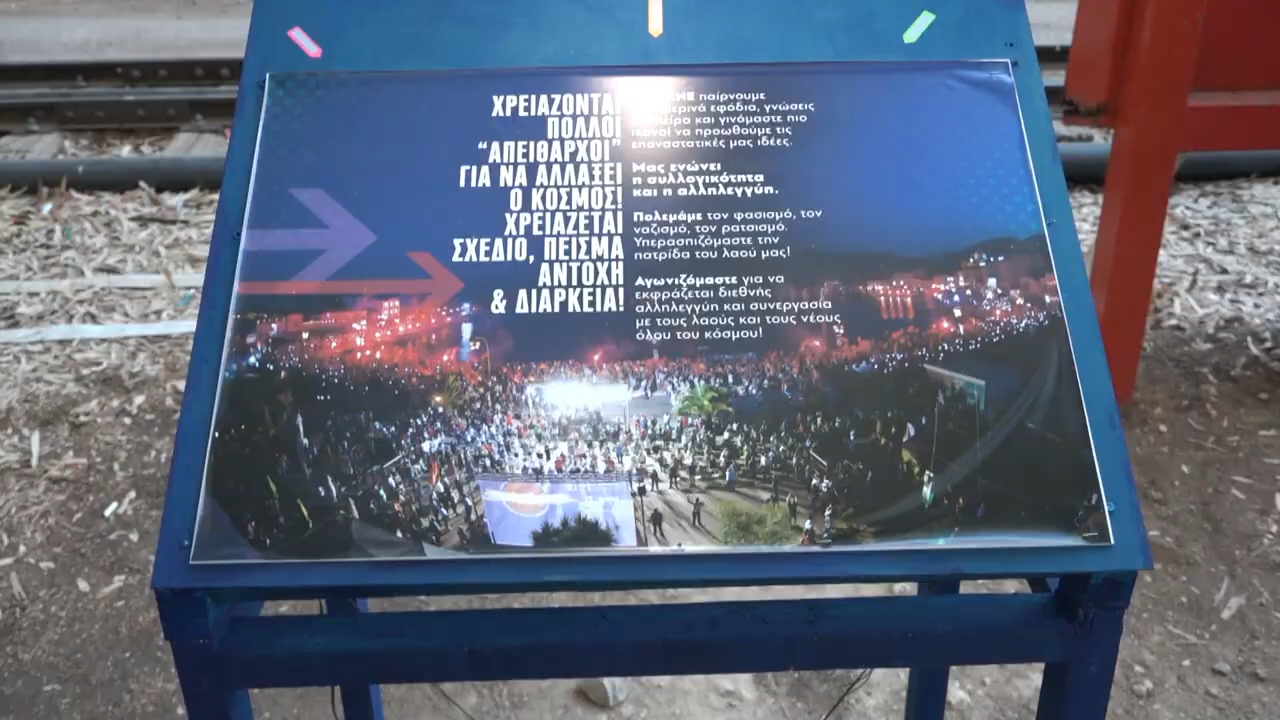 ΧΡΕΙΑΖΟΝΤΑΙ
ΠΟΛΛΟΙ
“ΑΠΕΙΘΑΡΧΟΙ”
ΓΙΑ ΝΑ ΑΛΛΑΞΕΙ
Ο ΚΟΣΜΟΣ!
ΧΡΕΙΑΖΕΤΑΙ
ΣΧΕΔΙΟ, ΠΕΙΣΜΑ
ΑΝΤΟΧΗ
& ΔΙΑΡΚΕΙΑ!
παίρνουμε
εφόδια, γνώσεις
και γινόμαστε πιο
ικανοί να προωθούμε τις
επαναστατικές μας ιδέες.
Μας ενώνει
η συλλογικότητα
και η αλληλεγγύη.
Πολεμάμε τον φασισμό, τον
ναζισμό, τον ρατσισμό.
Υπερασπιζόμαστε την
πατρίδα του λαού μας!
Αγωνιζόμαστε για να
εκφράζεται διεθνής
αλληλεγγύη και συνεργασία
με τους λαούς και τους νέους
όλου του κόσμου!